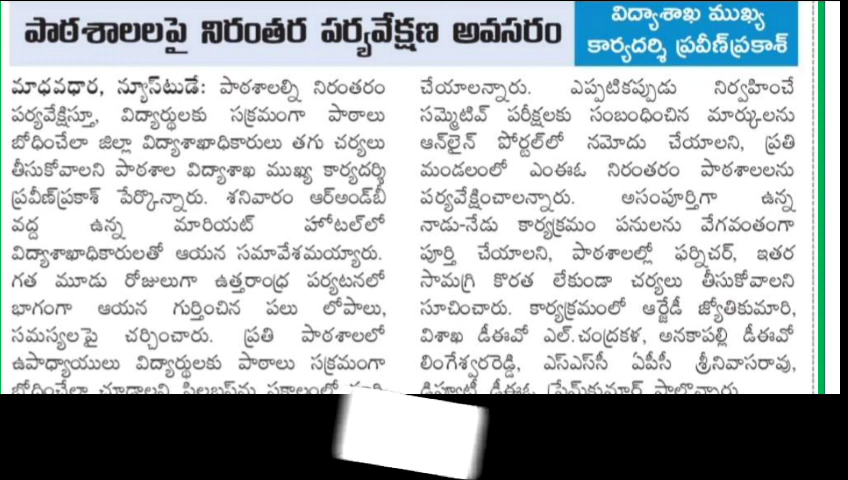 పాఠశాలలపై నిరంతర పర్యవేక్షణ అవసరం
విద్యాశాఖ ముఖ్య
కార్యదర్శి ప్రవీణ్‌ప్రకాశ్
మాధవధార, న్యూస్‌టుడే: పాఠశాలల్ని నిరంతరం
పర్యవేక్షిస్తూ, విద్యార్థులకు సక్రమంగా పాఠాలు
బోధించేలా జిల్లా విద్యాశాఖాధికారులు తగు చర్యలు
తీసుకోవాలని పాఠశాల విద్యాశాఖ ముఖ్య కార్యదర్శి
ప్రవీణ్‌ప్రకాశ్ పేర్కొన్నారు. శనివారం ఆర్అండ్‌బీ
వద్ద ఉన్న మారియట్ హోటల్‌లో
విద్యాశాఖాధికారులతో ఆయన సమావేశమయ్యారు.
గత మూడు రోజులుగా ఉత్తరాంధ్ర పర్యటనలో
భాగంగా ఆయన గుర్తించిన పలు లోపాలు,
సమస్యలపై చర్చించారు. ప్రతి పాఠశాలలో
ఉపాధ్యాయులు విద్యార్థులకు పాఠాలు సక్రమంగా
బోధించేలా చూడాలని, సిలబస్‌ను సకాలంలో
చేయాలన్నారు. ఎప్పటికప్పుడు నిర్వహించే
సమ్మెటివ్ పరీక్షలకు సంబంధించిన మార్కులను
ఆన్‌లైన్ పోర్టల్‌లో నమోదు చేయాలని, ప్రతి
మండలంలో ఎంఈఓ నిరంతరం పాఠశాలలను
పర్యవేక్షించాలన్నారు. అసంపూర్తిగా ఉన్న
నాడు-నేడు కార్యక్రమం పనులను వేగవంతంగా
పూర్తి చేయాలని, పాఠశాలల్లో ఫర్నిచర్, ఇతర
సామగ్రి కొరత లేకుండా చర్యలు తీసుకోవాలని
సూచించారు. కార్యక్రమంలో ఆర్జేడీ జ్యోతికుమారి,
విశాఖ డీఈవో ఎల్.చంద్రకళ, అనకాపల్లి డీఈవో
లింగేశ్వరరెడ్డి, ఎస్ఎస్‌సీ ఏపీసీ శ్రీనివాసరావు,
డిప్యూటీ డీఈఓ ప్రేమ్‌కుమార్ పాల్గొన్నారు.